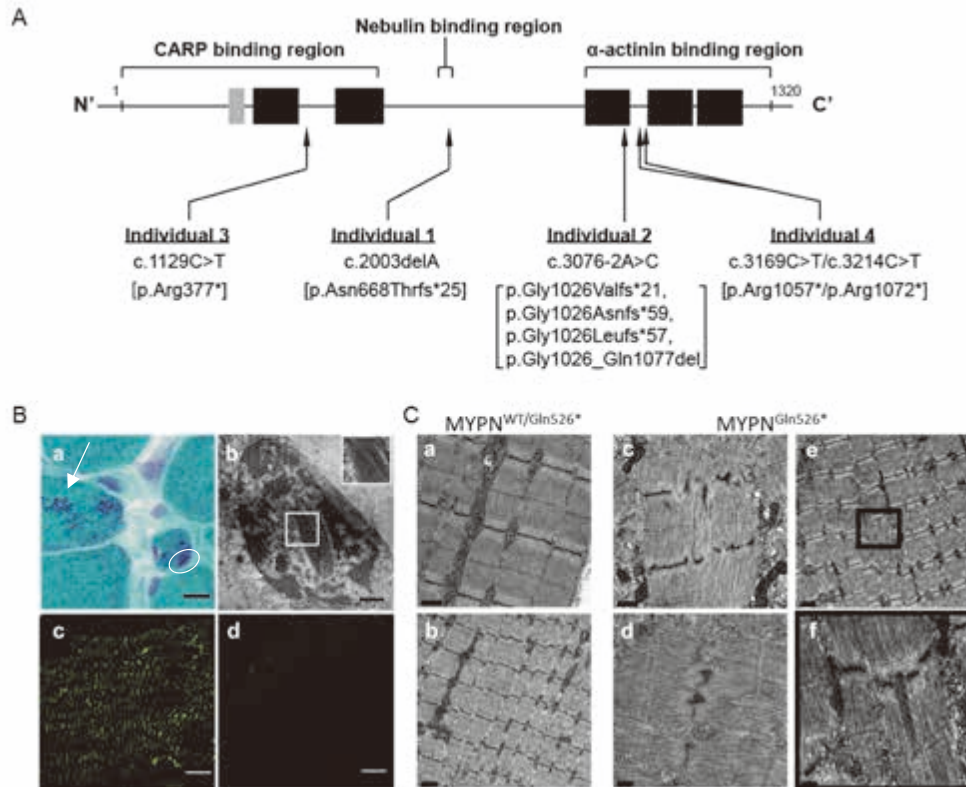 A
Nebulin binding region
CARP binding region
α-actinin binding region
1
1320
N'
C'
Individual 3
c.1129C>T
[p.Arg377*]
Individual 1
c.2003delA
[p.Asn668Thrfs*25]
Individual 2
c.3076-2A>C
p.Gly1026Valfs*21,
p.Gly1026Asnfs*59,
p.Gly1026Leufs*57,
p.Gly1026_Gln1077del
Individual 4
c.3169C>T/c.3214C>T
[p.Arg1057*/p.Arg1072*]
B
a
b
c
d
C
MYPN^WT/Gln526*
MYPN^Gln526*
a
c
e
b
d
f